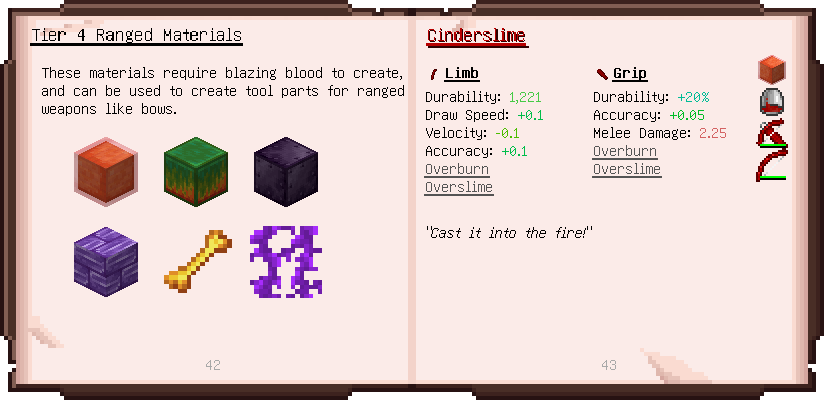 Tier 4 Ranged Materials
These materials require blazing blood to create,
and can be used to create tool parts for ranged
weapons like bows.
42
Cinderslime
Limb
Durability: 1,221
Draw Speed: +0.1
Velocity: -0.1
Accuracy: +0.1
Overburn
Overslime
Grip
Durability: +20%
Accuracy: +0.05
Melee Damage: 2.25
Overburn
Overslime
"Cast it into the fire!"
43